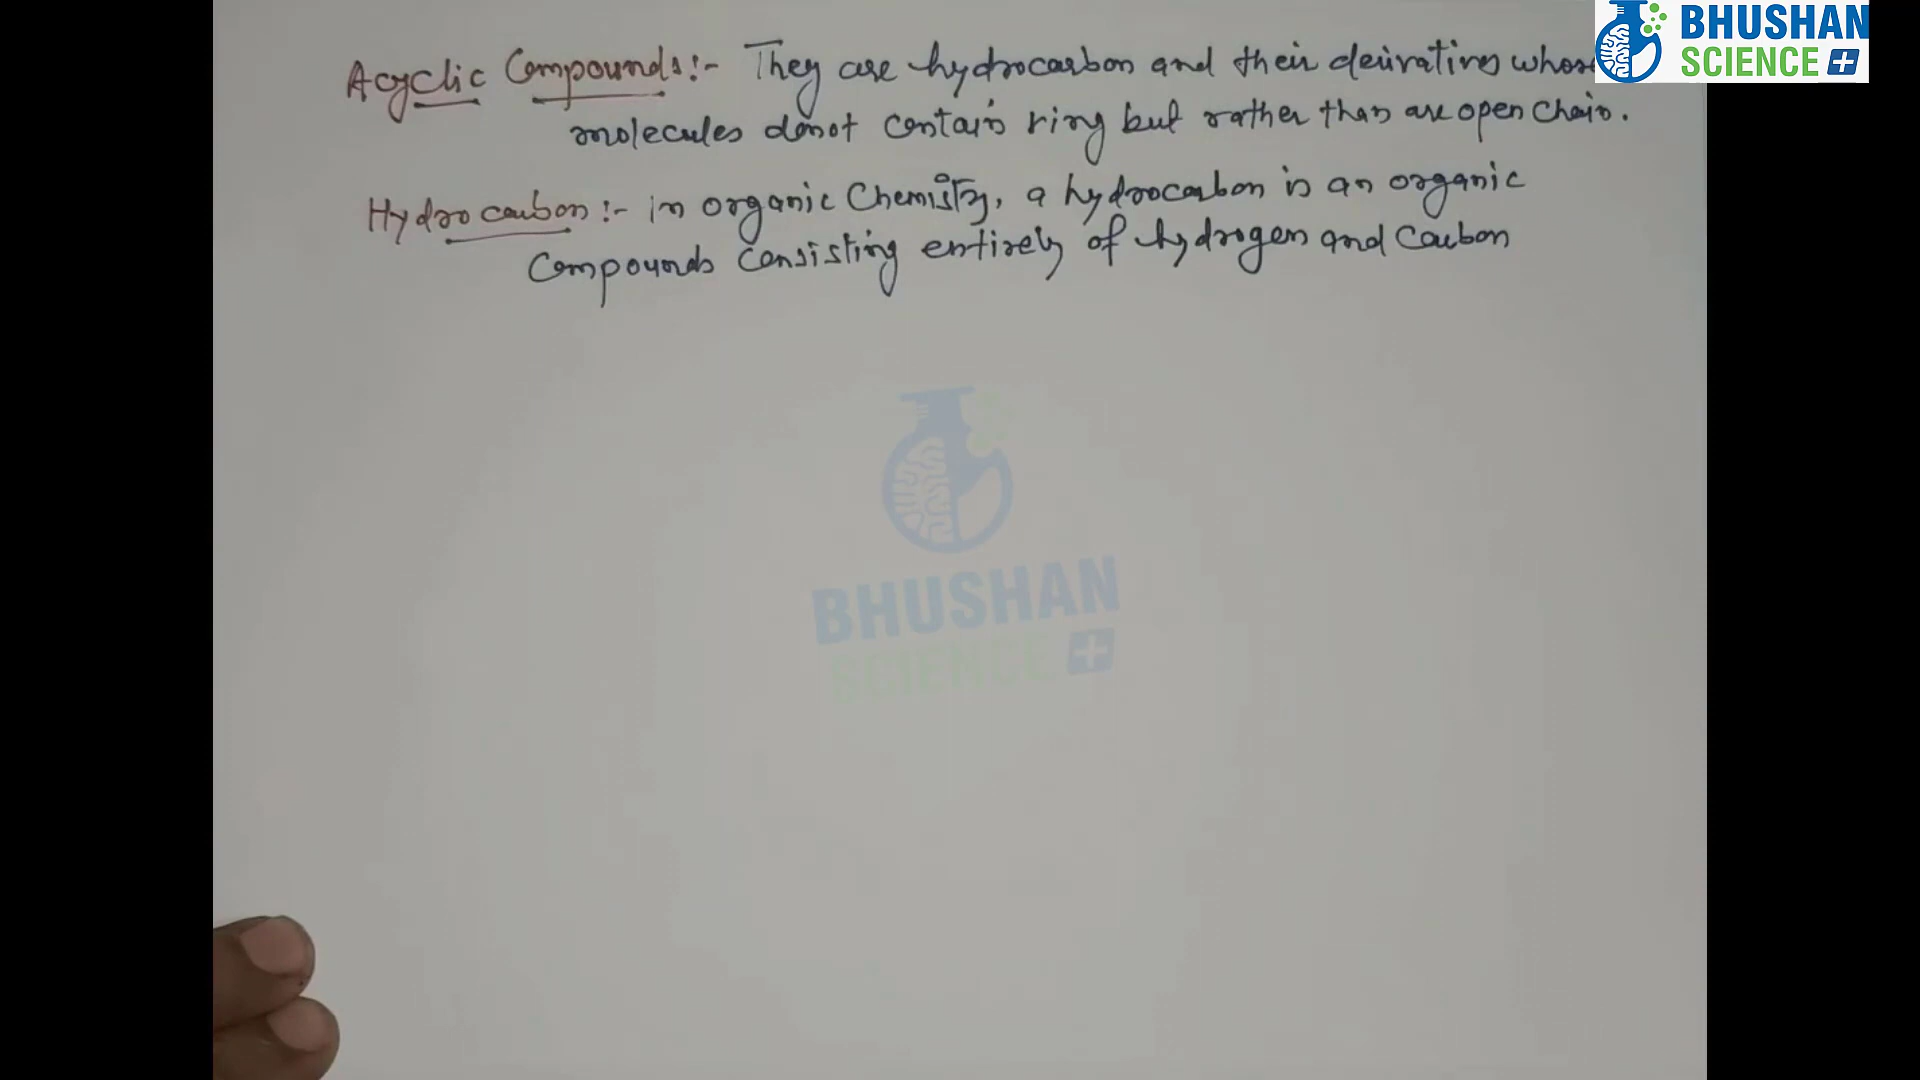 BHUSHAN
SCIENCE +
Acyclic Compounds:- They are hydrocarbon and their derivatives whose
molecules donot contain ring but rather than are open chain.
Hydrocarbon:- in organic Chemistry, a hydrocarbon is an organic
Compounds consisting entirely of hydrogen and Carbon
BHUSHAN
SCIENCE +